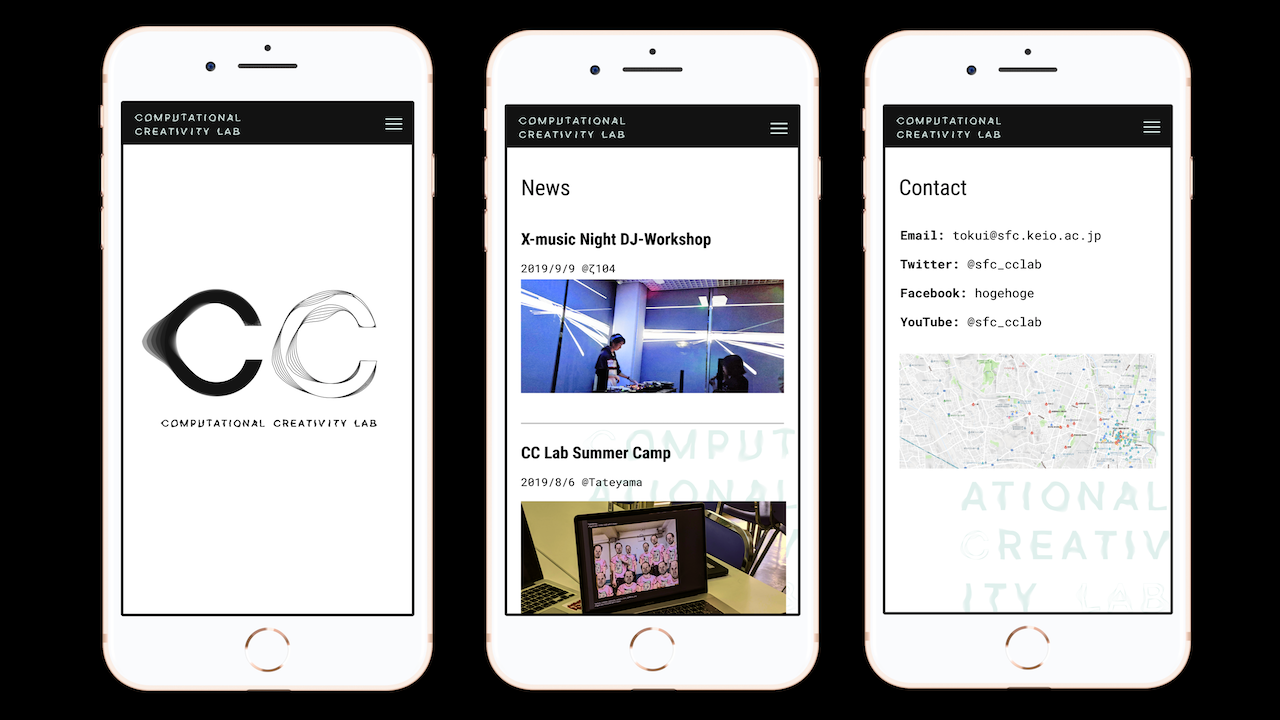 COMPUTATIONAL
CREATIVITY LAB
CC
COMPUTATIONAL CREATIVITY LAB
COMPUTATIONAL
CREATIVITY LAB
News
X-music Night DJ-Workshop
2019/9/9 @ζ104
COMPUT
CC Lab Summer Camp
2019/8/6 @Tateyama
ATIONAL
COMPUTATIONAL
CREATIVITY LAB
Contact
Email: tokui@sfc.keio.ac.jp
Twitter: @sfc_cclab
Facebook: hogehoge
YouTube: @sfc_cclab
ATIONAL
CREATIV
ITY LAB